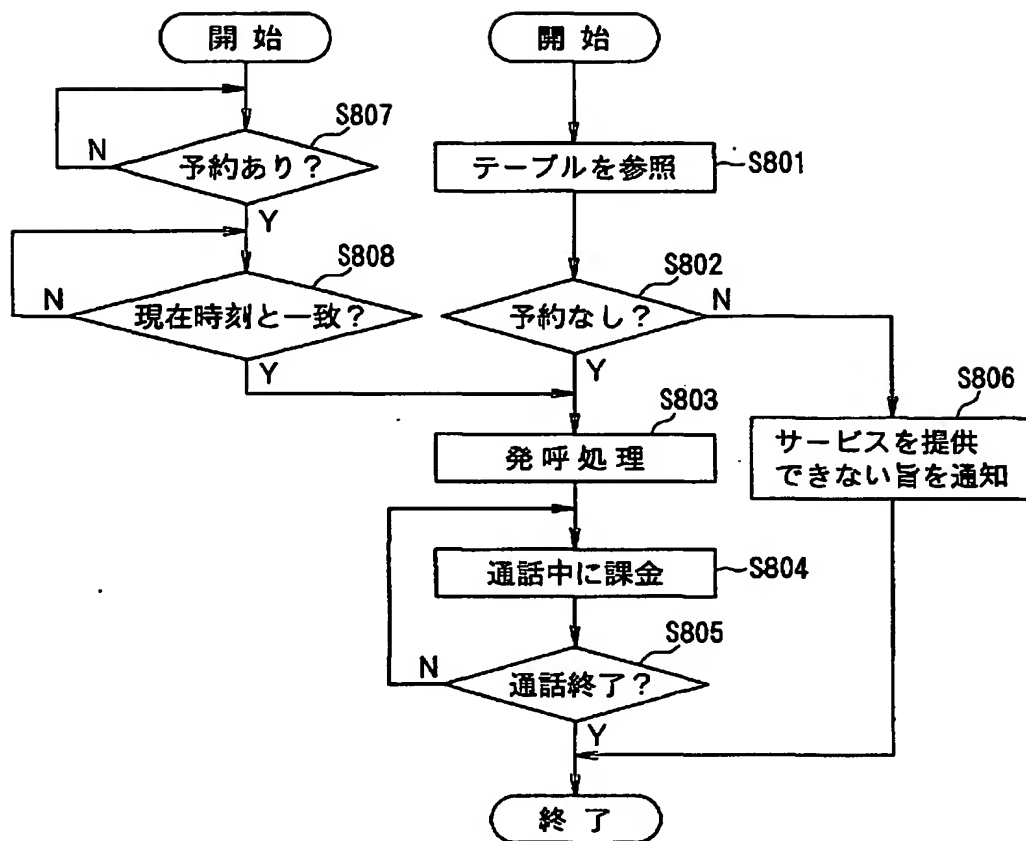 開始
開始
S807
N
予約あり?
Y
テーブルを参照
S801
S808
N
現在時刻と一致?
Y
S802
予約なし?
N
Y
S803
発呼処理
S806
サービスを提供
できない旨を通知
通話中に課金
S804
S805
N
通話終了?
Y
終了